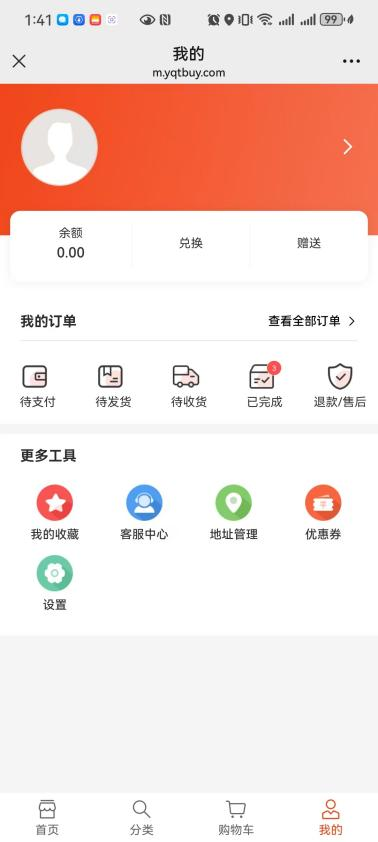 1:41
99
我的
m.yqtbuy.com
余额
0.00
兑换
赠送
我的订单
查看全部订单
3
待支付
待发货
待收货
已完成
退款/售后
更多工具
我的收藏
客服中心
地址管理
优惠券
设置
首页
分类
购物车
我的